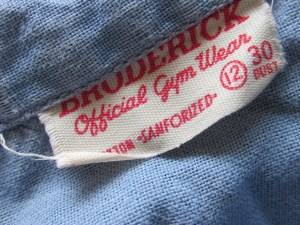 BRODERICK
Official Gym Wear
12 30
BUST
"SANFORIZED"